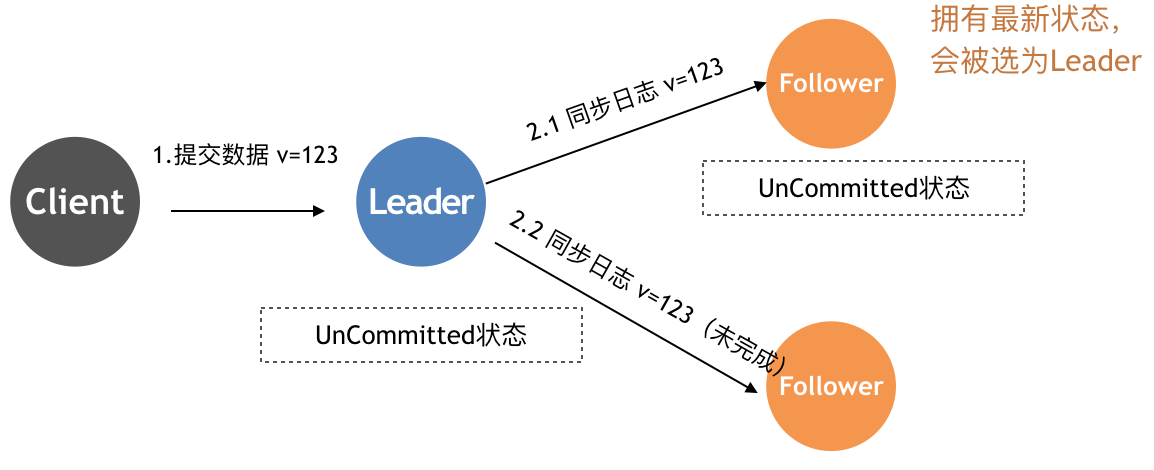 拥有最新状态，
会被选为Leader
Follower
2.1 同步日志 v=123
1.提交数据 v=123
UnCommitted状态
Client
Leader
2.2 同步日志 v=123（未完成）
UnCommitted状态
Follower